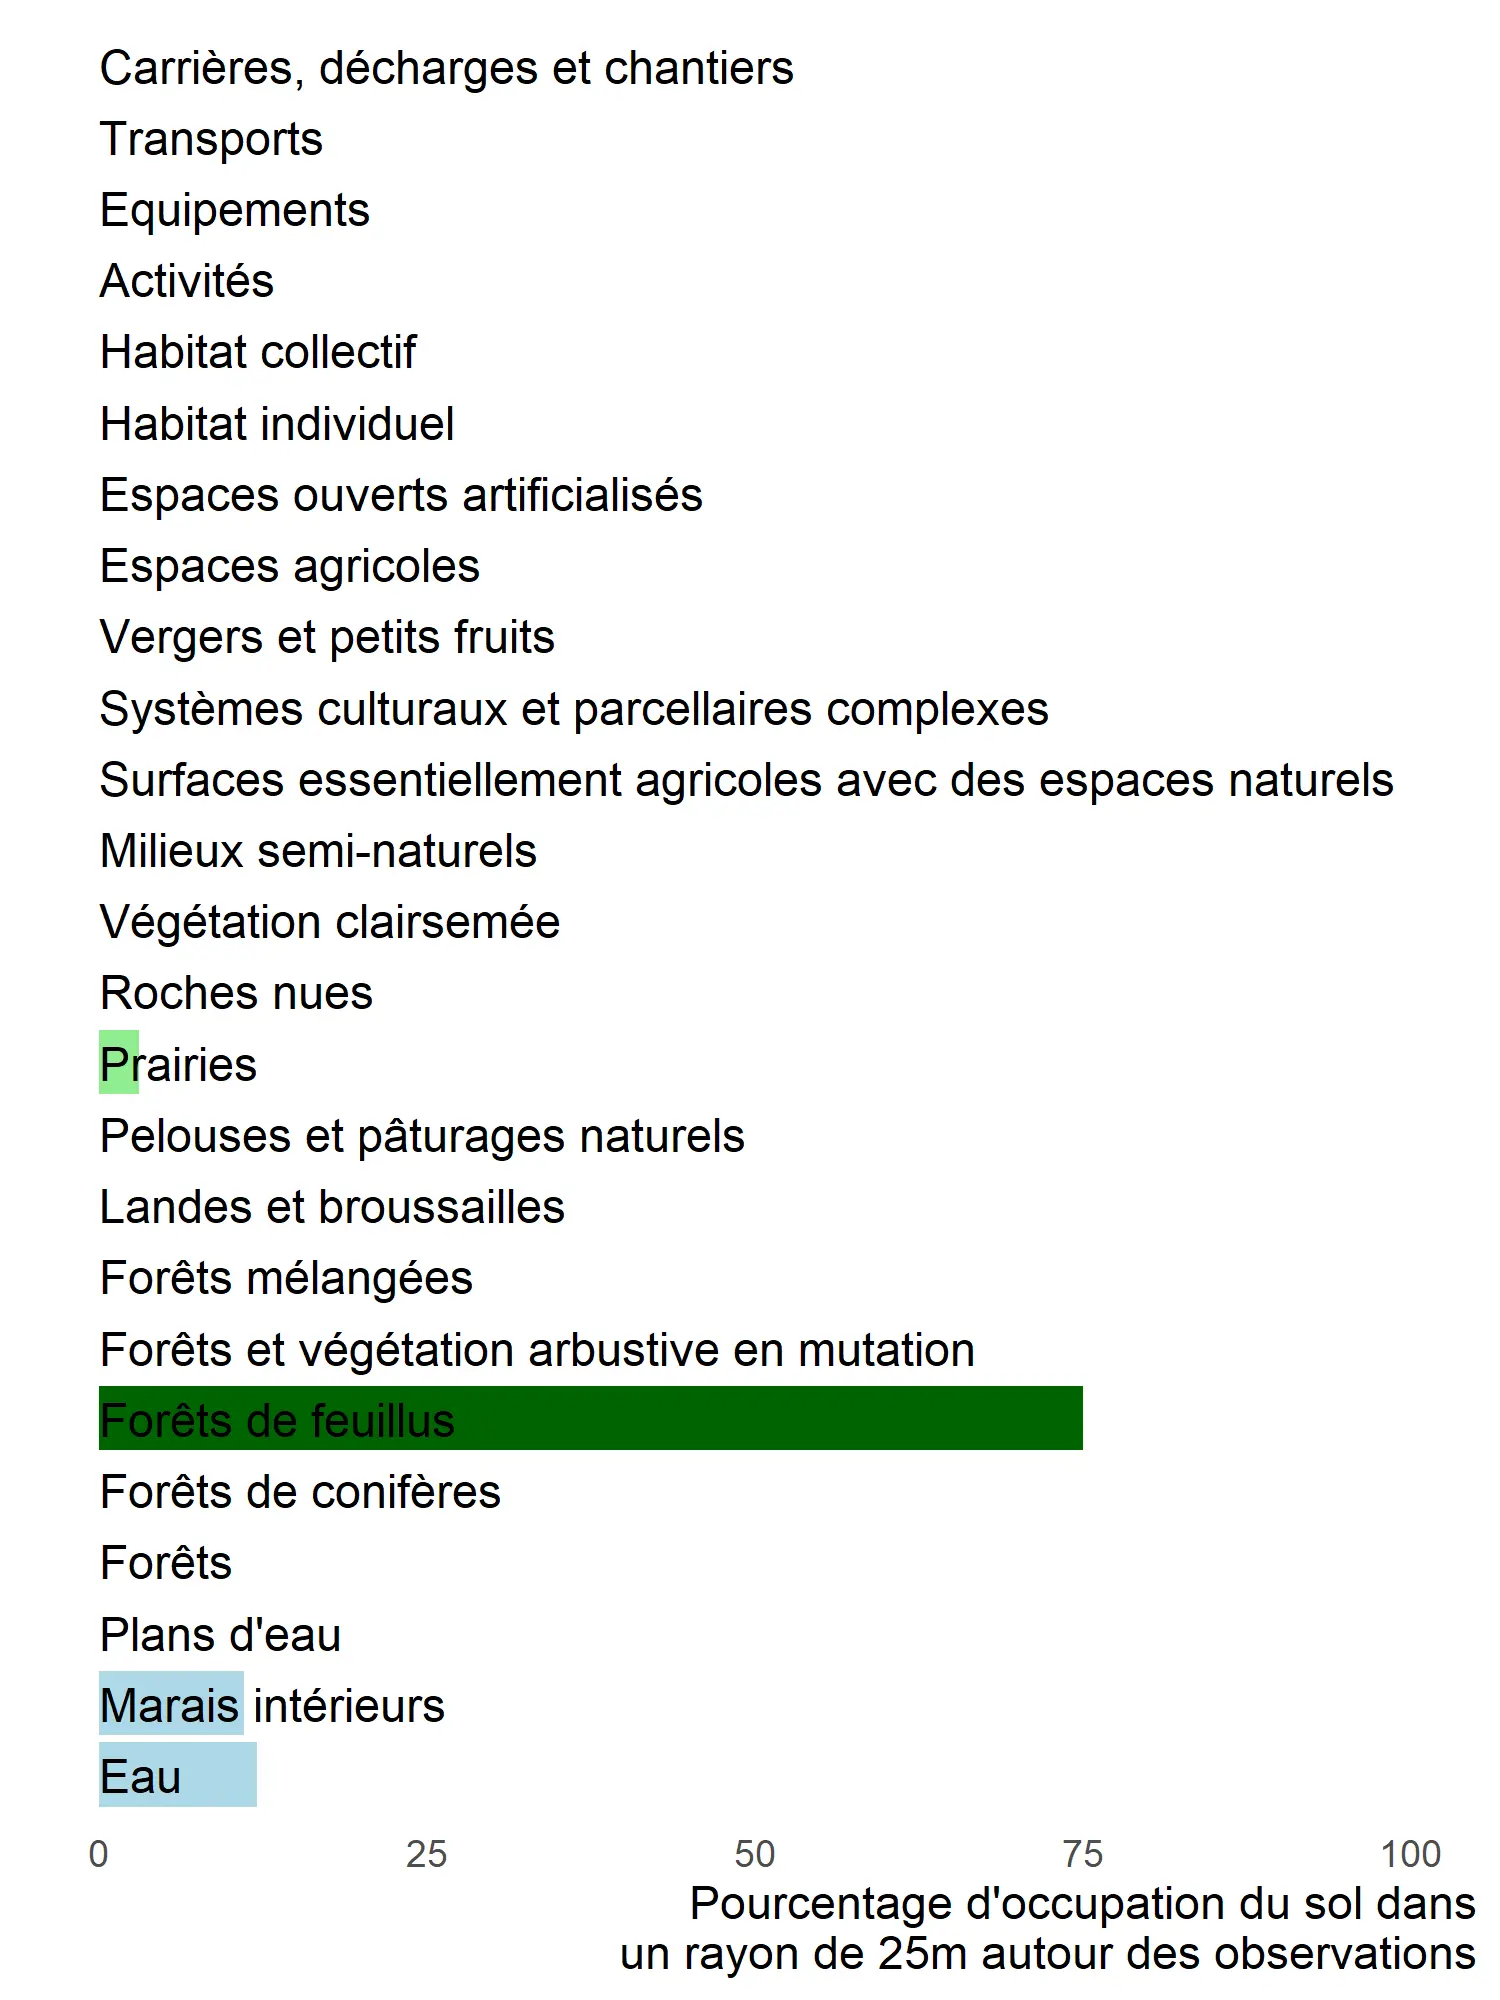 Carrières, décharges et chantiers
Transports
Equipements
Activités
Habitat collectif
Habitat individuel
Espaces ouverts artificialisés
Espaces agricoles
Vergers et petits fruits
Systèmes culturaux et parcellaires complexes
Surfaces essentiellement agricoles avec des espaces naturels
Milieux semi-naturels
Végétation clairsemée
Roches nues
Prairies
Pelouses et pâturages naturels
Landes et broussailles
Forêts mélangées
Forêts et végétation arbustive en mutation
Forêts de feuillus
Forêts de conifères
Forêts
Plans d'eau
Marais intérieurs
Eau
0 25 50 75 100
Pourcentage d'occupation du sol dans
un rayon de 25m autour des observations